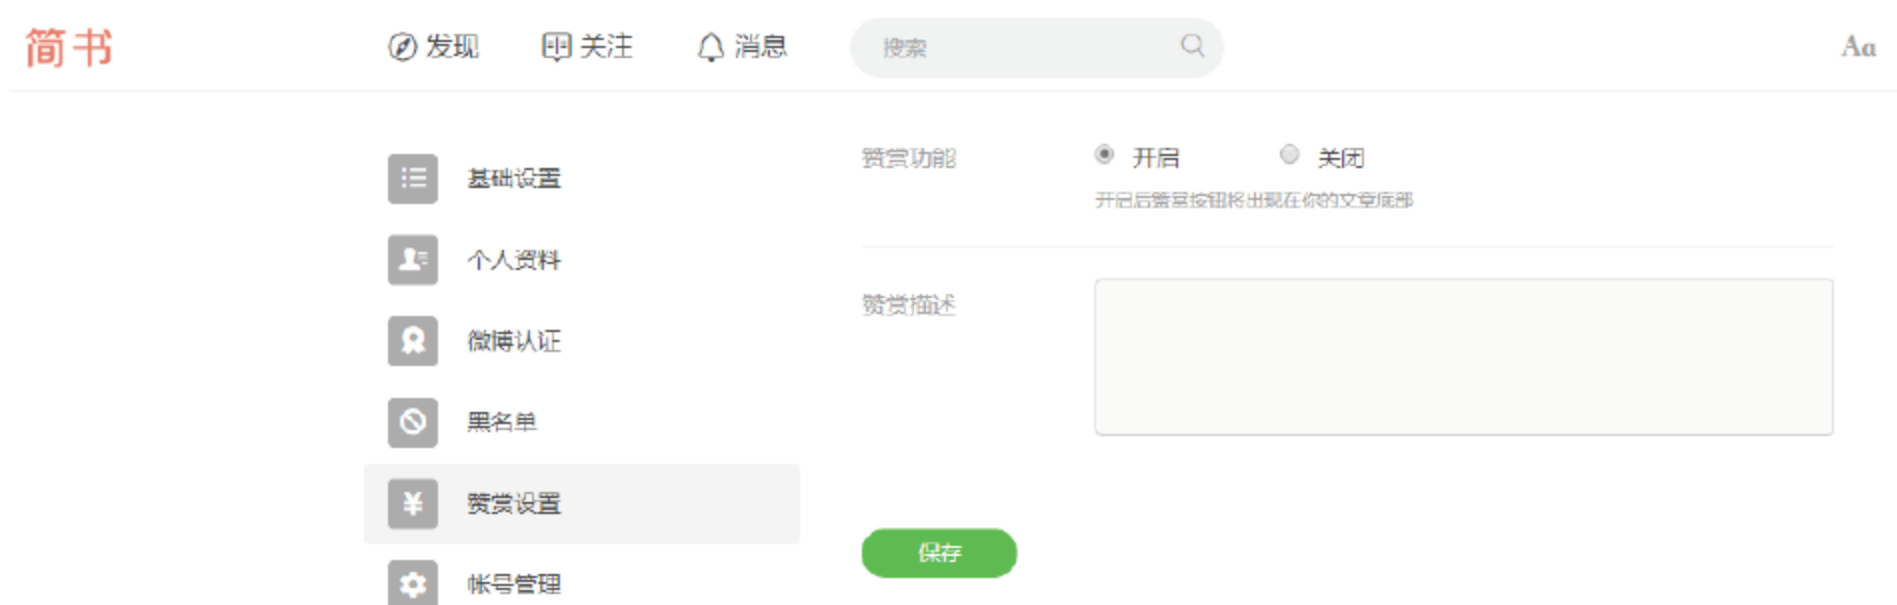 简书 发现 关注 消息 搜索 Aa
基础设置
个人资料
微博认证
黑名单
赞赏设置
帐号管理
赞赏功能 开启 关闭
开启后赞赏按钮将出现在你的文章底部
赞赏描述
保存